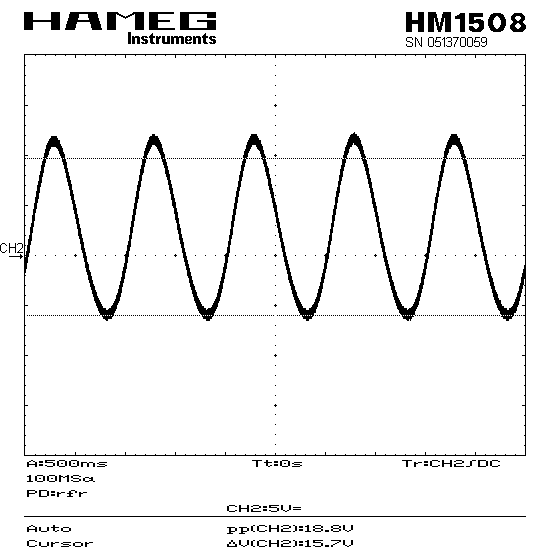 HAMEG
Instruments
HM1508
SN 051370059
CH2
A:500ms Tt:0s Tr:CH2∫DC
100MSa
PD:rfr
CH2:5V=
Auto pp(CH2):18.8V
Cursor ΔV(CH2):15.7V